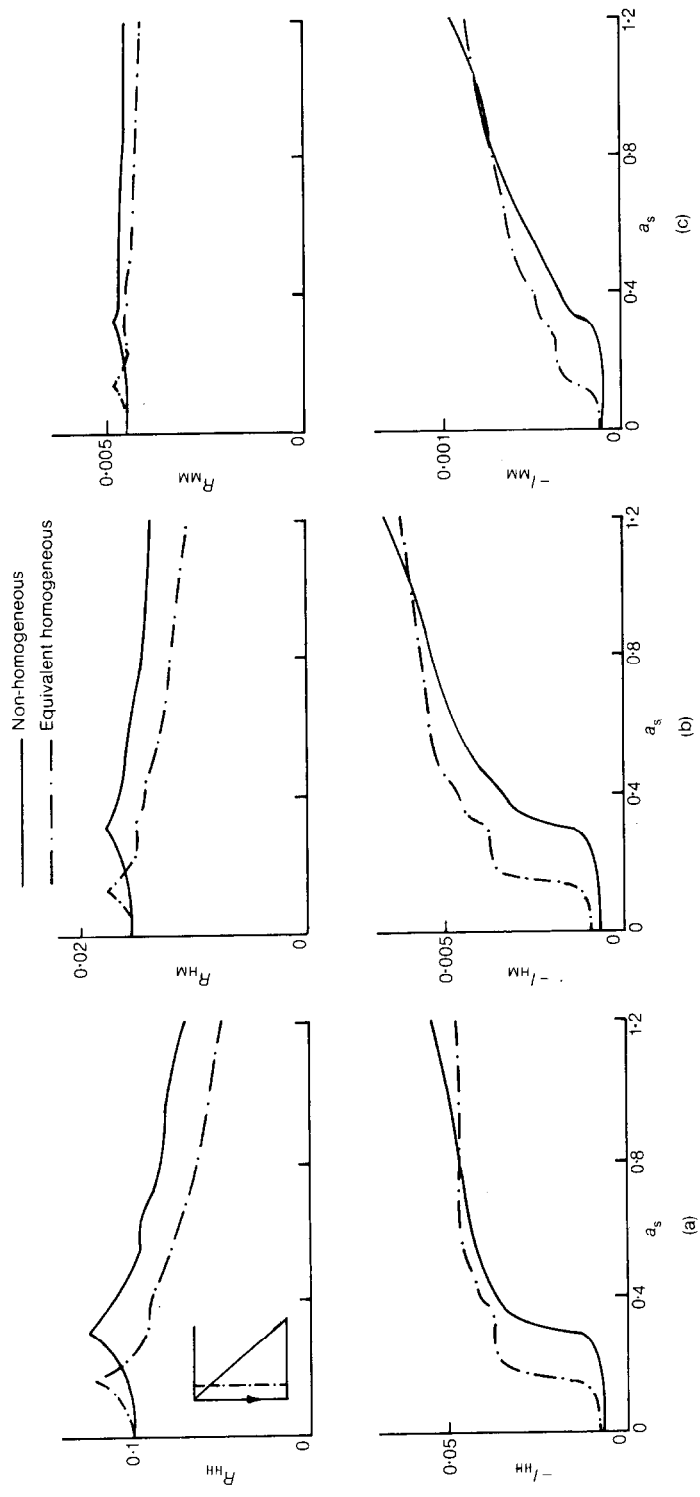 Non-homogeneous
Equivalent homogeneous
0·1
R_HH
0
0·02
R_HM
0
0·005
R_MM
0
0·05
-I_HH
0
0
0·4
0·8
1·2
a_s
(a)
0·005
-I_HM
0
0
0·4
0·8
1·2
a_s
(b)
0·001
-I_MM
0
0
0·4
0·8
1·2
a_s
(c)